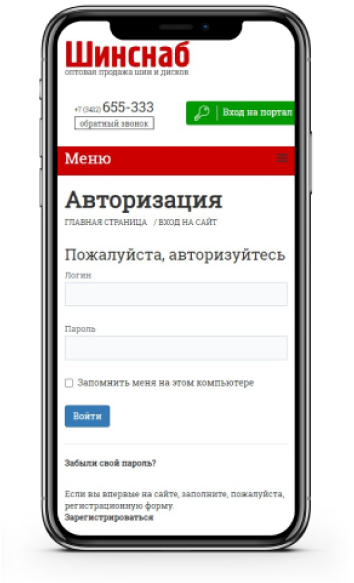 Шинснаб
оптовая продажа шин и дисков
+7 (3412) 655-333
обратный звонок
Вход на портал
Меню
Авторизация
ГЛАВНАЯ СТРАНИЦА / ВХОД НА САЙТ
Пожалуйста, авторизуйтесь
Логин
Пароль
Запомнить меня на этом компьютере
Войти
Забыли свой пароль?
Если вы впервые на сайте, заполните, пожалуйста,
регистрационную форму.
Зарегистрироваться